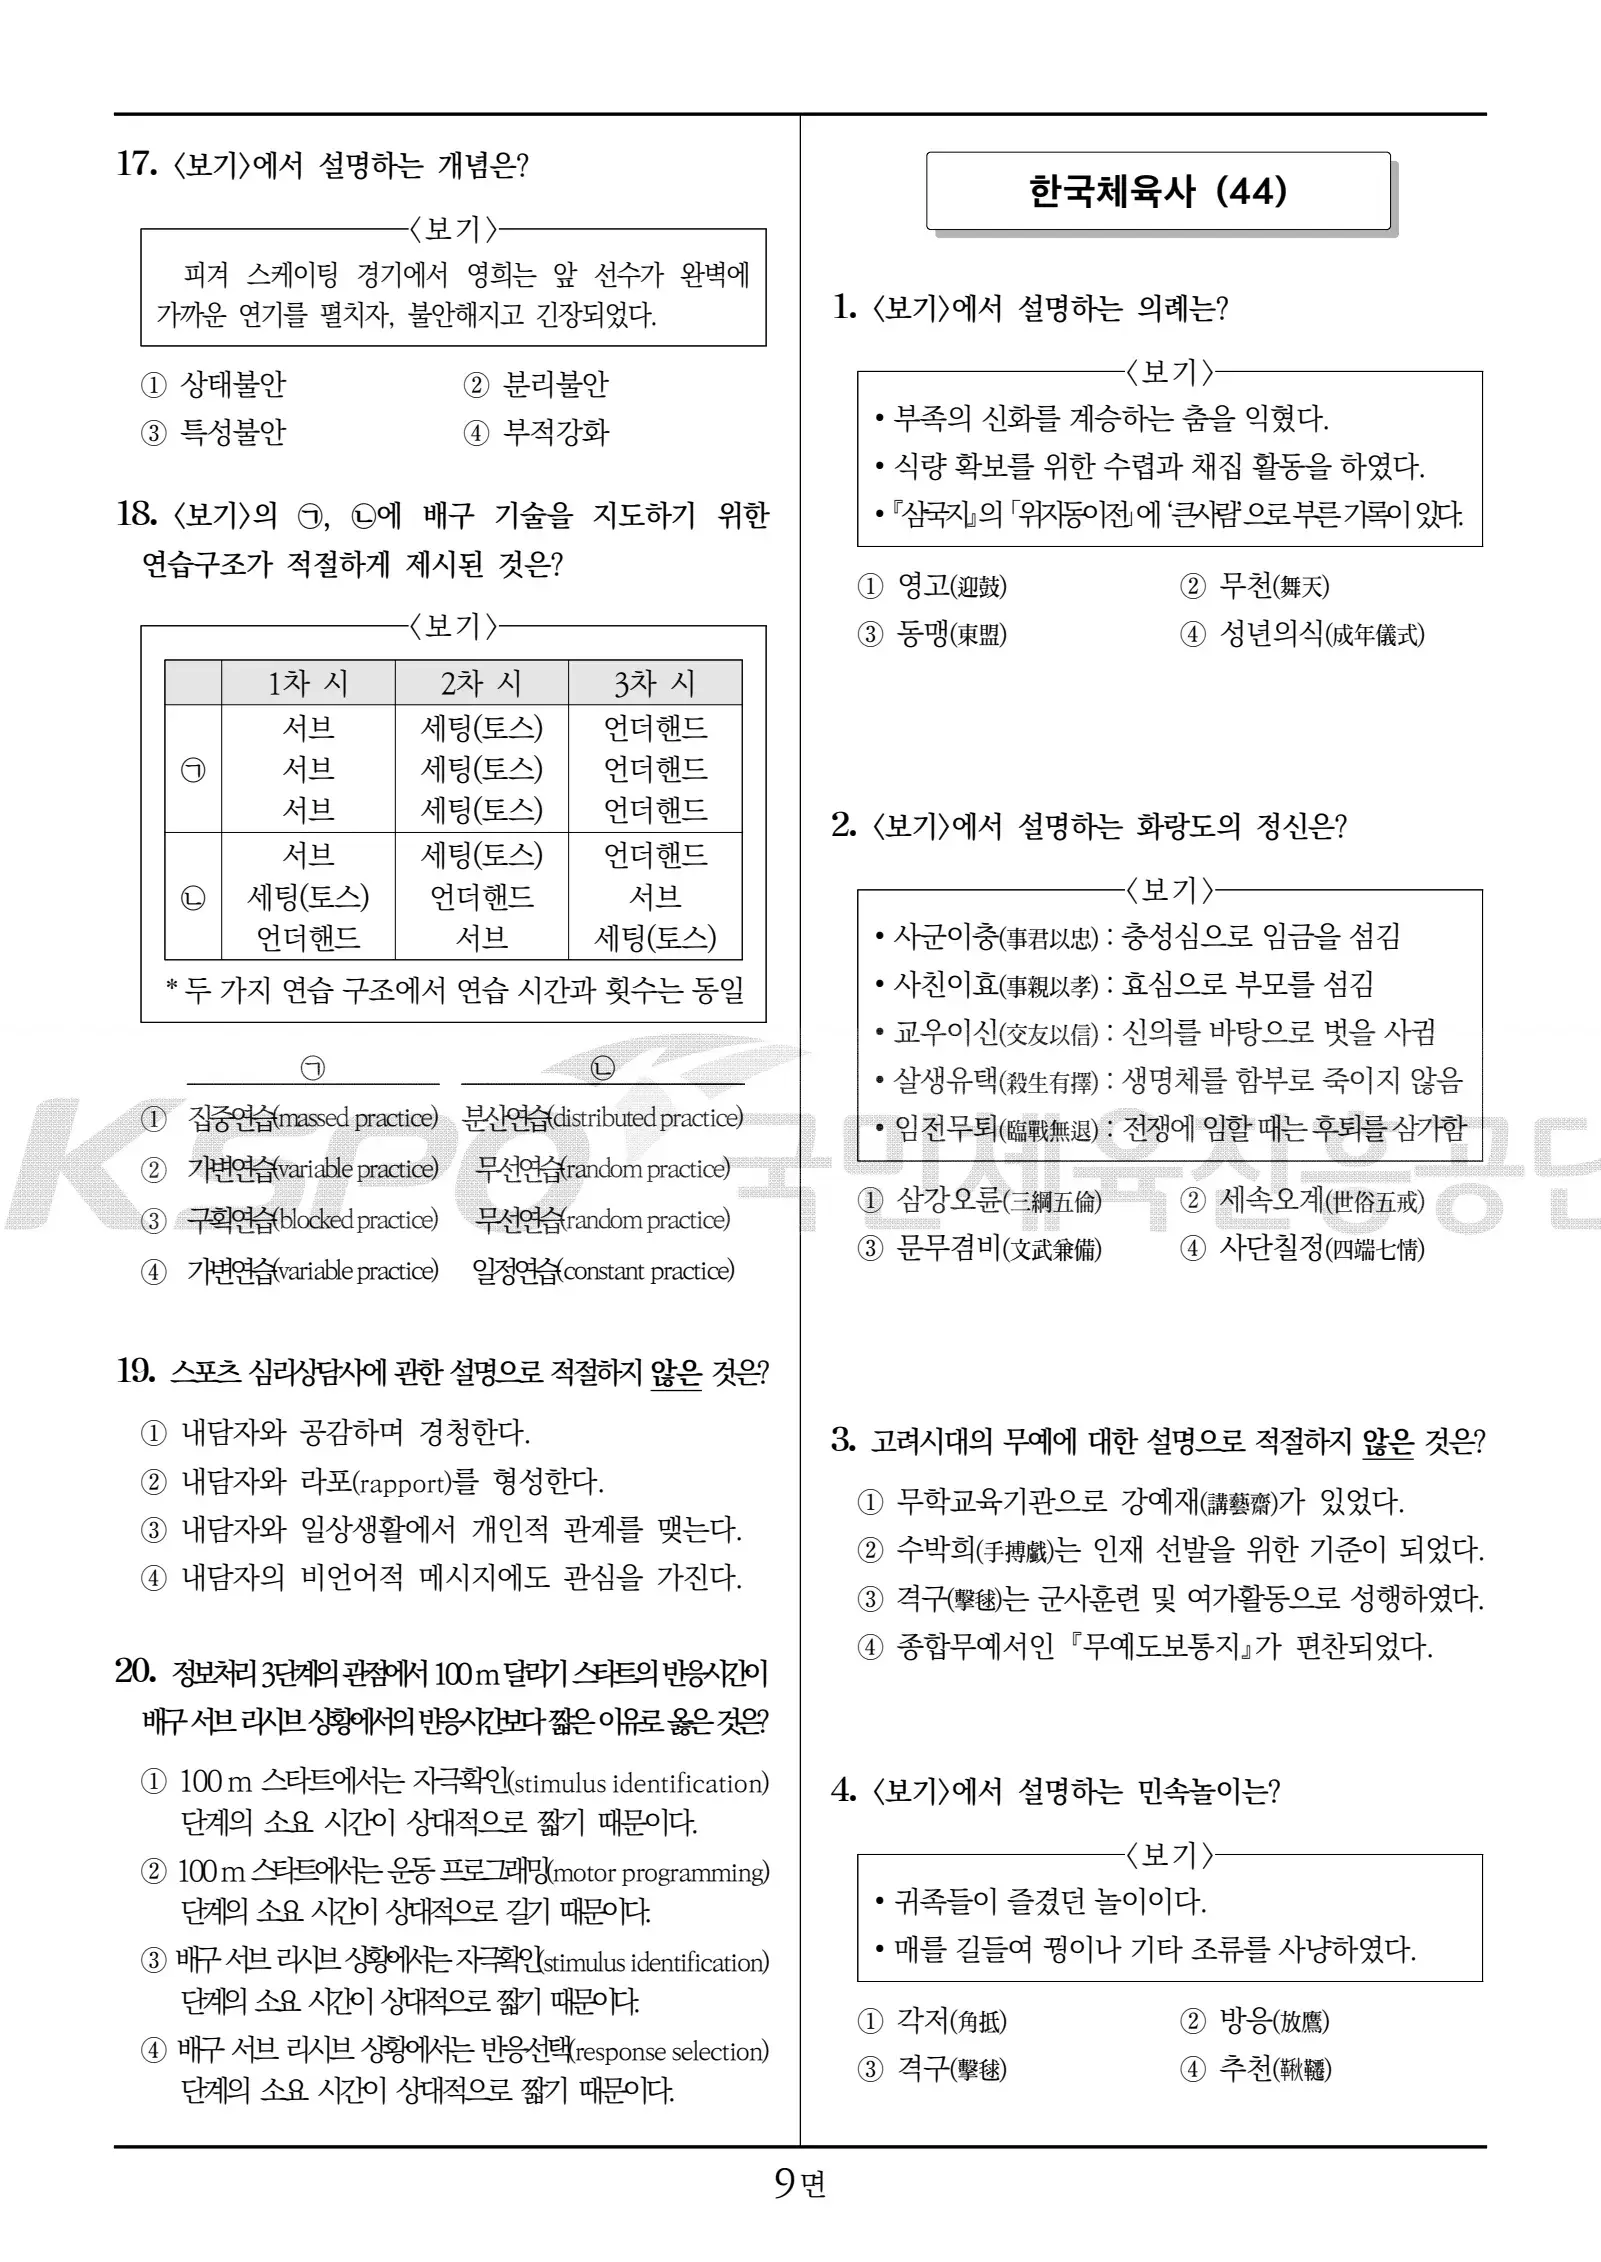 17. 〈보기〉에서 설명하는 개념은?
〈보기〉
피겨 스케이팅 경기에서 영희는 앞 선수가 완벽에
가까운 연기를 펼치자, 불안해지고 긴장되었다.
① 상태불안 ② 분리불안
③ 특성불안 ④ 부적강화
18. 〈보기〉의 ㉠, ㉡에 배구 기술을 지도하기 위한
연습구조가 적절하게 제시된 것은?
〈보기〉
1차 시 2차 시 3차 시
서브 세팅(토스) 언더핸드
㉠ 서브 세팅(토스) 언더핸드
서브 세팅(토스) 언더핸드
서브 세팅(토스) 언더핸드
㉡ 세팅(토스) 언더핸드 서브
언더핸드 서브 세팅(토스)
* 두 가지 연습 구조에서 연습 시간과 횟수는 동일
㉠ ㉡
① 집중연습(massed practice) 분산연습(distributed practice)
② 가변연습(variable practice) 무선연습(random practice)
③ 구획연습(blocked practice) 무선연습(random practice)
④ 가변연습(variable practice) 일정연습(constant practice)
19. 스포츠 심리상담사에 관한 설명으로 적절하지 않은 것은?
① 내담자와 공감하며 경청한다.
② 내담자와 라포(rapport)를 형성한다.
③ 내담자와 일상생활에서 개인적 관계를 맺는다.
④ 내담자의 비언어적 메시지에도 관심을 가진다.
20. 정보처리 3단계의 관점에서 100 m 달리기 스타트의 반응시간이
배구 서브 리시브 상황에서의 반응시간보다 짧은 이유로 옳은 것은?
① 100 m 스타트에서는 자극확인(stimulus identification)
단계의 소요 시간이 상대적으로 짧기 때문이다.
② 100 m 스타트에서는 운동 프로그래밍(motor programming)
단계의 소요 시간이 상대적으로 길기 때문이다.
③ 배구 서브 리시브 상황에서는 자극확인(stimulus identification)
단계의 소요 시간이 상대적으로 짧기 때문이다.
④ 배구 서브 리시브 상황에서는 반응선택(response selection)
단계의 소요 시간이 상대적으로 짧기 때문이다.
한국체육사 (44)
1. 〈보기〉에서 설명하는 의례는?
〈보기〉
• 부족의 신화를 계승하는 춤을 익혔다.
• 식량 확보를 위한 수렵과 채집 활동을 하였다.
• 『삼국지』의 「위지동이전」에 ‘큰사람’으로 부른 기록이 있다.
① 영고(迎鼓) ② 무천(舞天)
③ 동맹(東盟) ④ 성년의식(成年儀式)
2. 〈보기〉에서 설명하는 화랑도의 정신은?
〈보기〉
• 사군이충(事君以忠) : 충성심으로 임금을 섬김
• 사친이효(事親以孝) : 효심으로 부모를 섬김
• 교우이신(交友以信) : 신의를 바탕으로 벗을 사귐
• 살생유택(殺生有擇) : 생명체를 함부로 죽이지 않음
• 임전무퇴(臨戰無退) : 전쟁에 임할 때는 후퇴를 삼가함
① 삼강오륜(三綱五倫) ② 세속오계(世俗五戒)
③ 문무겸비(文武兼備) ④ 사단칠정(四端七情)
3. 고려시대의 무예에 대한 설명으로 적절하지 않은 것은?
① 무학교육기관으로 강예재(講藝齋)가 있었다.
② 수박희(手搏戱)는 인재 선발을 위한 기준이 되었다.
③ 격구(擊毬)는 군사훈련 및 여가활동으로 성행하였다.
④ 종합무예서인 『무예도보통지』가 편찬되었다.
4. 〈보기〉에서 설명하는 민속놀이는?
〈보기〉
• 귀족들이 즐겼던 놀이이다.
• 매를 길들여 꿩이나 기타 조류를 사냥하였다.
① 각저(角抵) ② 방응(放鷹)
③ 격구(擊毬) ④ 추천(鞦韆)
9 면
KSPO 국민체육진흥공단